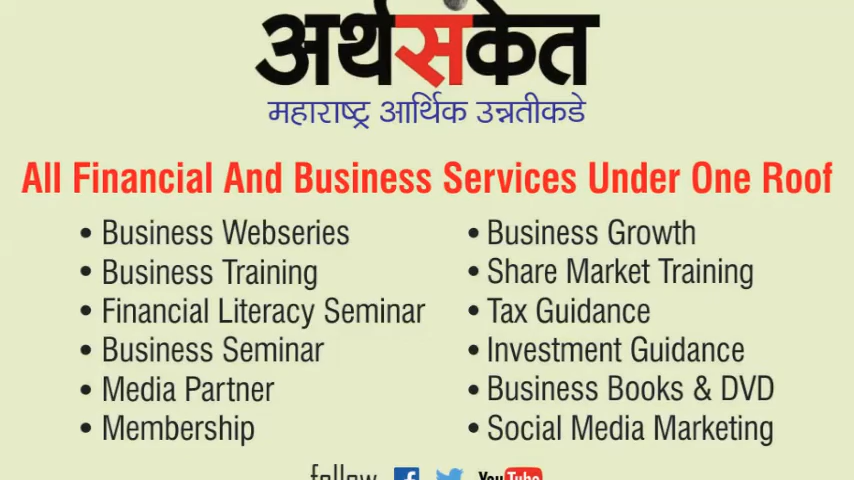 अर्थसंकेत
महाराष्ट्र आर्थिक उन्नतीकडे
All Financial And Business Services Under One Roof
• Business Webseries
• Business Training
• Financial Literacy Seminar
• Business Seminar
• Media Partner
• Membership
• Business Growth
• Share Market Training
• Tax Guidance
• Investment Guidance
• Business Books & DVD
• Social Media Marketing
follow YouTube